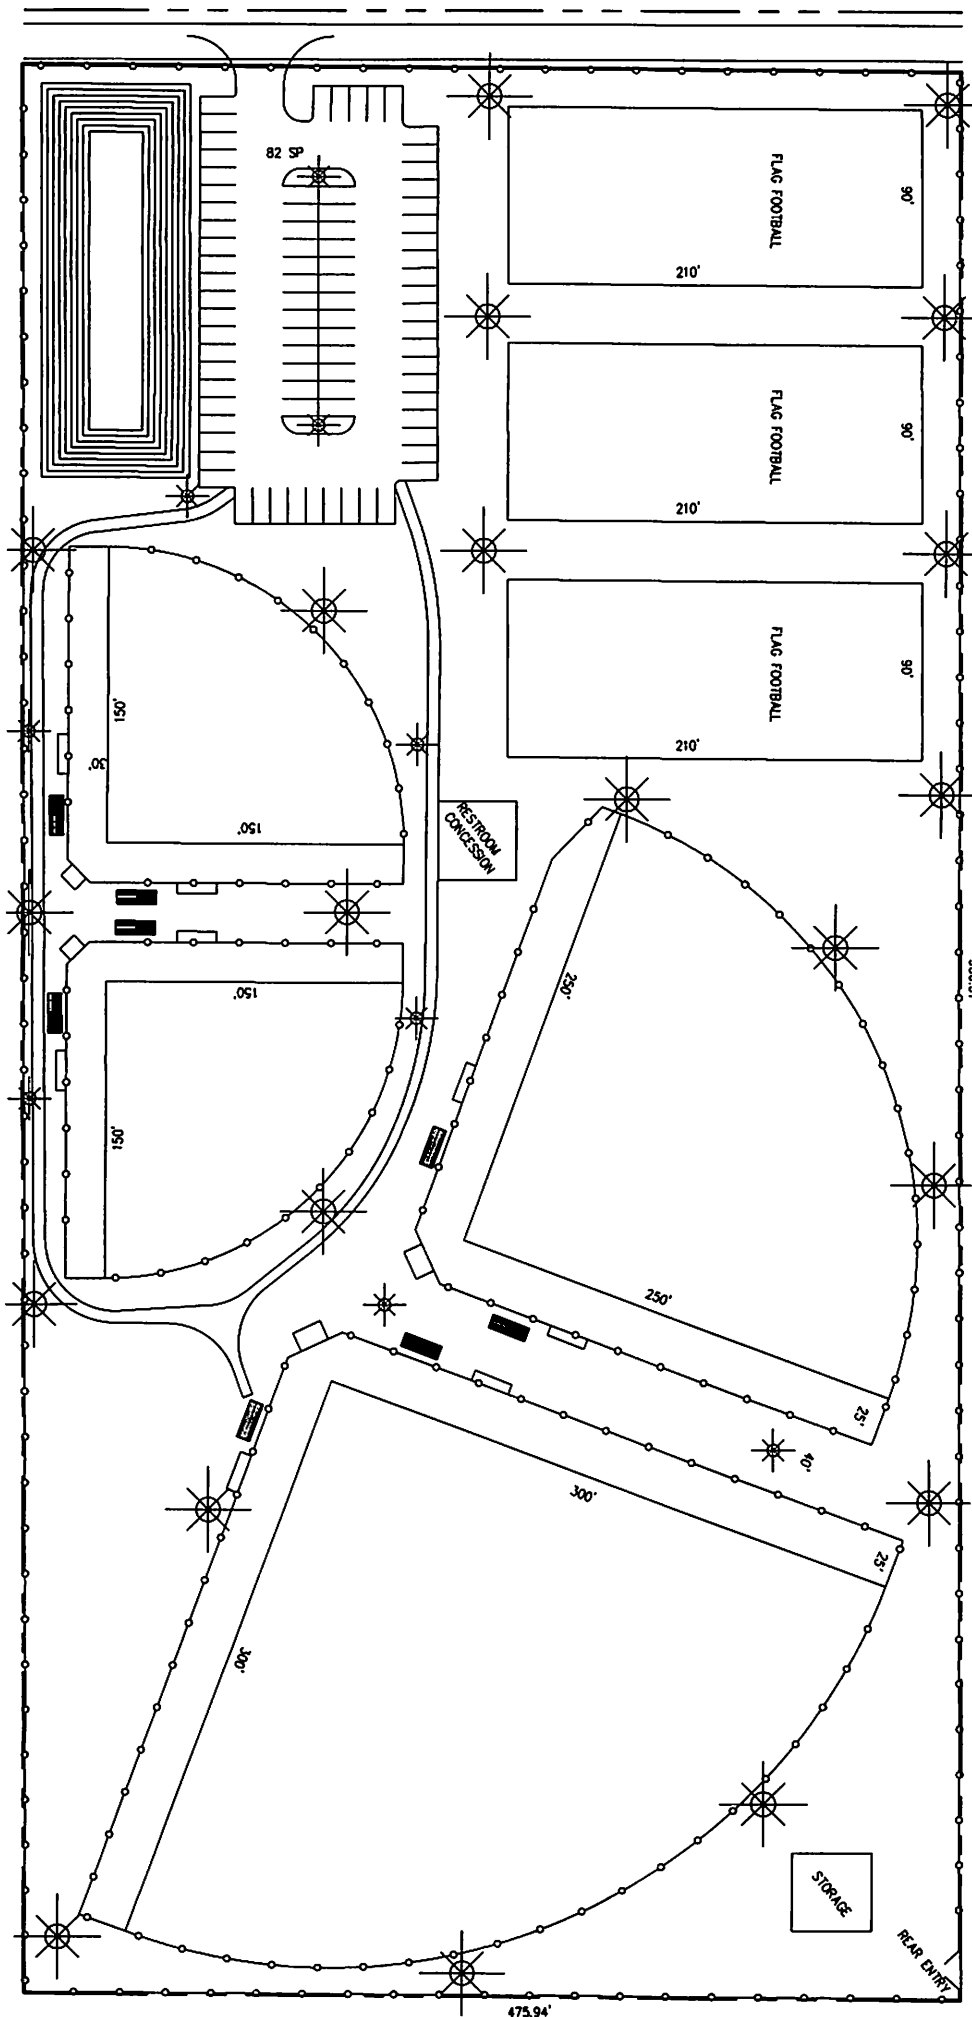 82 SP
FLAG FOOTBALL
90'
210'
FLAG FOOTBALL
90'
210'
FLAG FOOTBALL
90'
210'
150'
30'
150'
RESTROOM
CONCESSION
250'
150'
150'
250'
25'
40'
300'
25'
300'
STORAGE
REAR ENTRY
475.94'